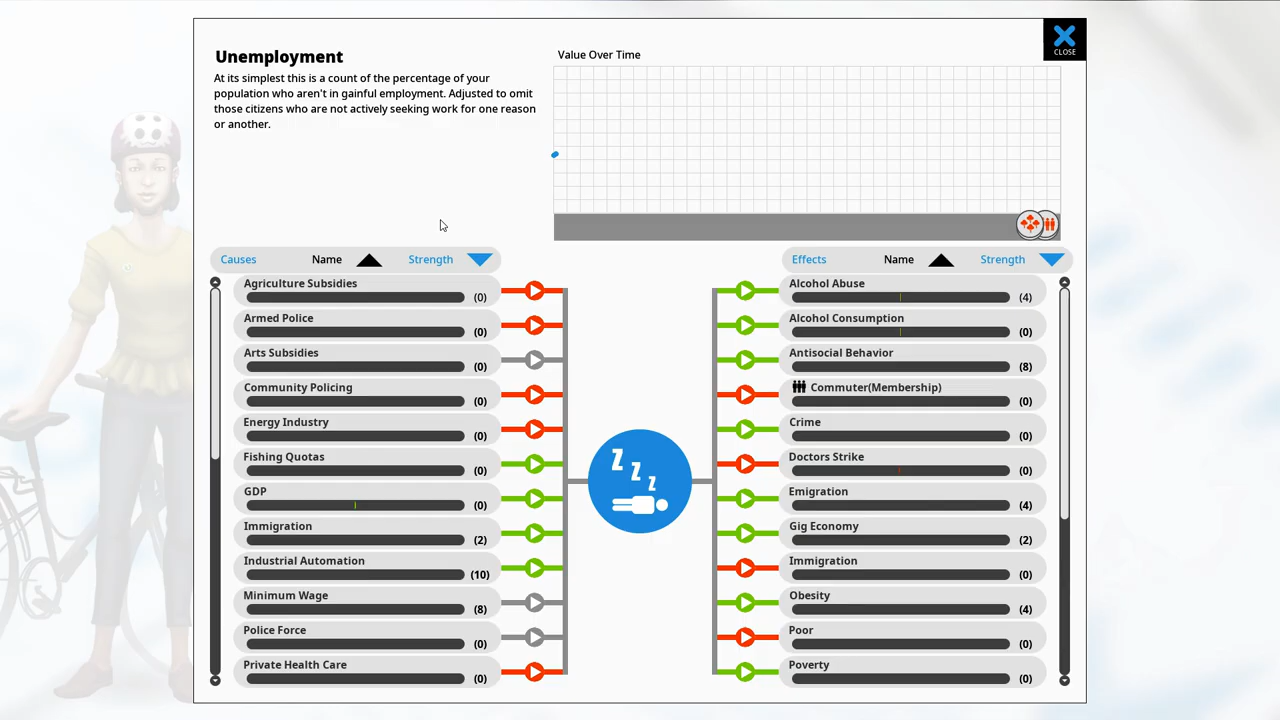 Unemployment
At its simplest this is a count of the percentage of your
population who aren't in gainful employment. Adjusted to omit
those citizens who are not actively seeking work for one reason
or another.
Value Over Time
CLOSE
Causes Name Strength
Agriculture Subsidies
(0)
Armed Police
(0)
Arts Subsidies
(0)
Community Policing
(0)
Energy Industry
(0)
Fishing Quotas
(0)
GDP
(0)
Immigration
(2)
Industrial Automation
(10)
Minimum Wage
(8)
Police Force
(0)
Private Health Care
(0)
Z
Z
Z
Effects Name Strength
Alcohol Abuse
(4)
Alcohol Consumption
(0)
Antisocial Behavior
(8)
Commuter(Membership)
(0)
Crime
(0)
Doctors Strike
(0)
Emigration
(4)
Gig Economy
(2)
Immigration
(0)
Obesity
(4)
Poor
(0)
Poverty
(0)